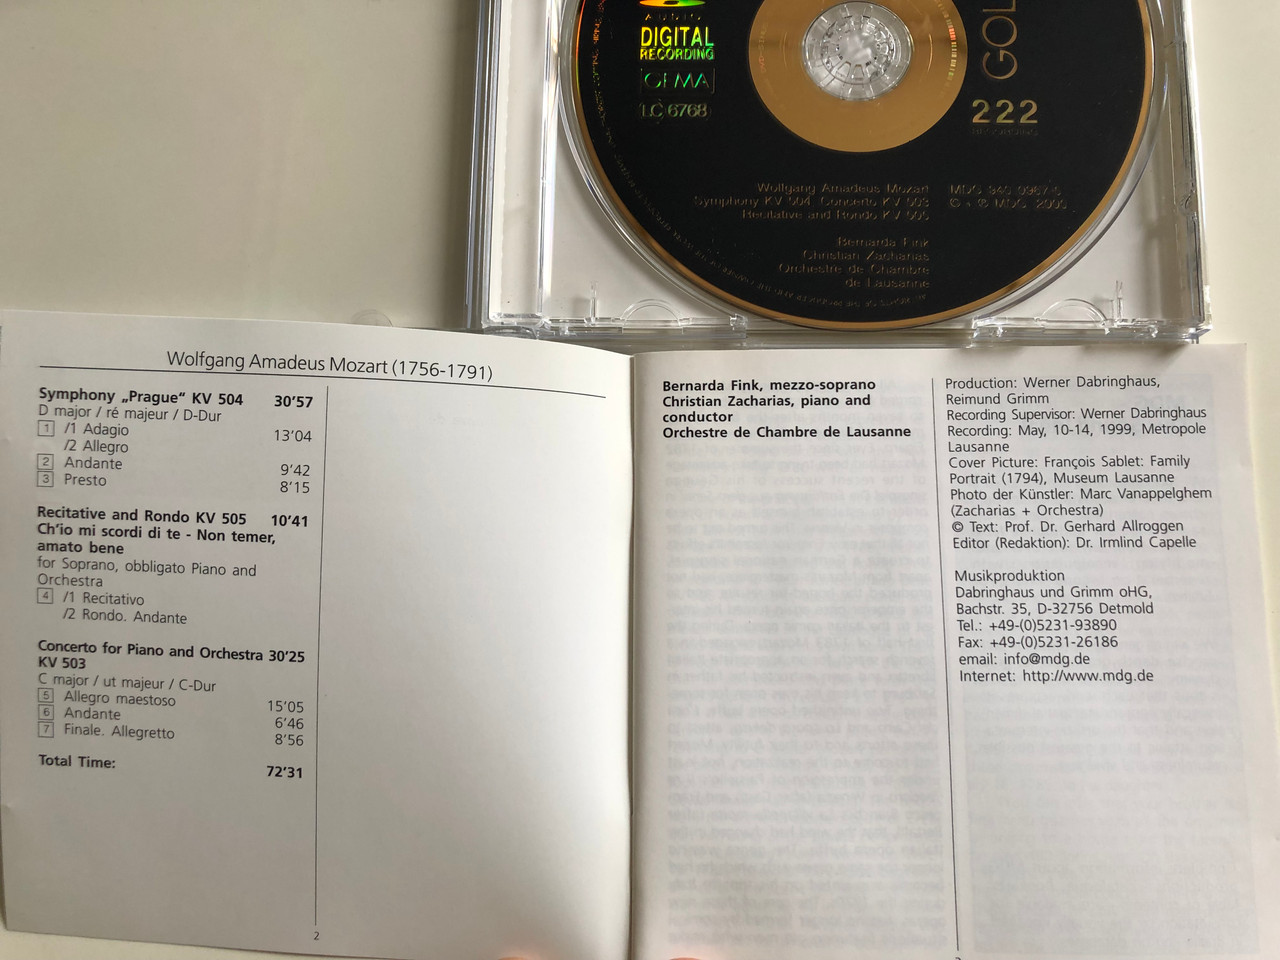 AUDIO
DIGITAL
RECORDING
GEMA
LC 6768
GOL
222
Wolfgang Amadeus Mozart
Symphony KV 504, Concerto KV 503
Recitative and Rondo KV 505
© + ℗ MDG 2000
Bernarda Fink
Christian Zacharias
Orchestre de Chambre
de Lausanne
Wolfgang Amadeus Mozart (1756-1791)
Symphony „Prague“ KV 504 30’57
D major / ré majeur / D-Dur
1 /1 Adagio 13’04
/2 Allegro
2 Andante 9’42
3 Presto 8’15
Recitative and Rondo KV 505 10’41
Ch’io mi scordi di te - Non temer,
amato bene
for Soprano, obbligato Piano and
Orchestra
4 /1 Recitativo
/2 Rondo. Andante
Concerto for Piano and Orchestra 30’25
KV 503
C major / ut majeur / C-Dur
5 Allegro maestoso 15’05
6 Andante 6’46
7 Finale. Allegretto 8’56
Total Time: 72’31
2
Bernarda Fink, mezzo-soprano
Christian Zacharias, piano and
conductor
Orchestre de Chambre de Lausanne
Production: Werner Dabringhaus,
Reimund Grimm
Recording Supervisor: Werner Dabringhaus
Recording: May, 10-14, 1999, Metropole
Lausanne
Cover Picture: François Sablet: Family
Portrait (1794), Museum Lausanne
Photo der Künstler: Marc Vanappelghem
(Zacharias + Orchestra)
© Text: Prof. Dr. Gerhard Allroggen
Editor (Redaktion): Dr. Irmlind Capelle
Musikproduktion
Dabringhaus und Grimm oHG,
Bachstr. 35, D-32756 Detmold
Tel.: +49-(0)5231-93890
Fax: +49-(0)5231-26186
email: info@mdg.de
Internet: http://www.mdg.de